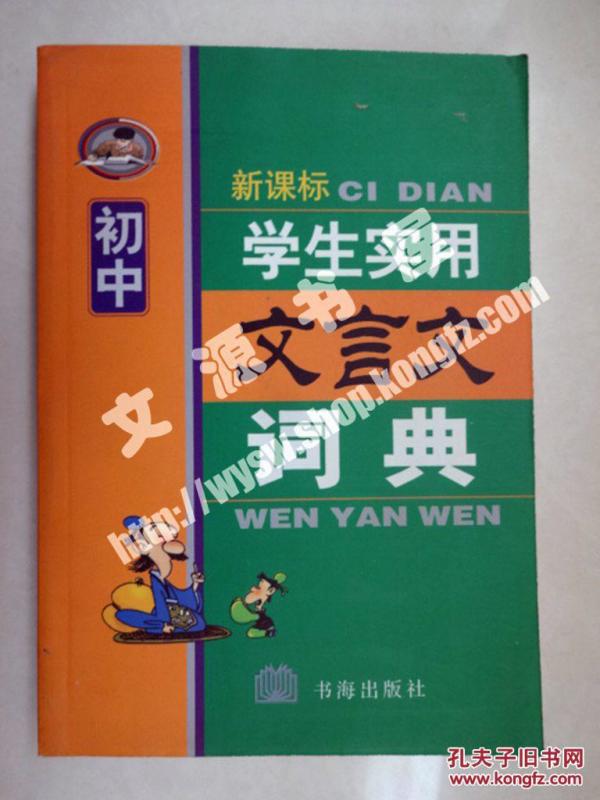 新课标 CI DIAN
初中
学生实用
文言文
词典
WEN YAN WEN
书海出版社
文源书屋
http://wysw.shop.kongfz.com
孔夫子旧书网
www.kongfz.com